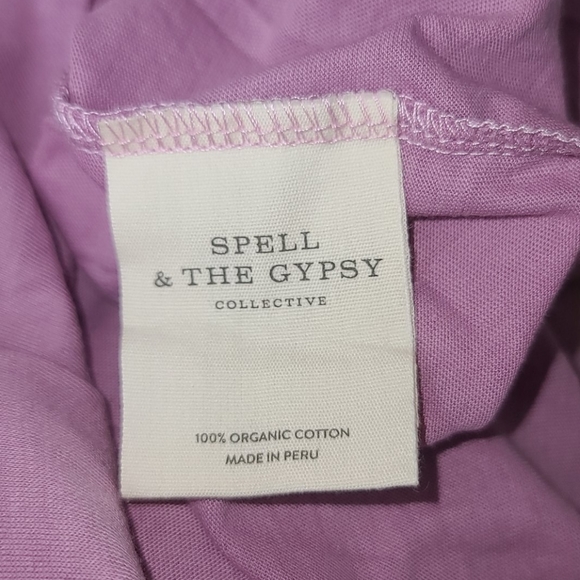 SPELL
& THE GYPSY
COLLECTIVE
100% ORGANIC COTTON
MADE IN PERU